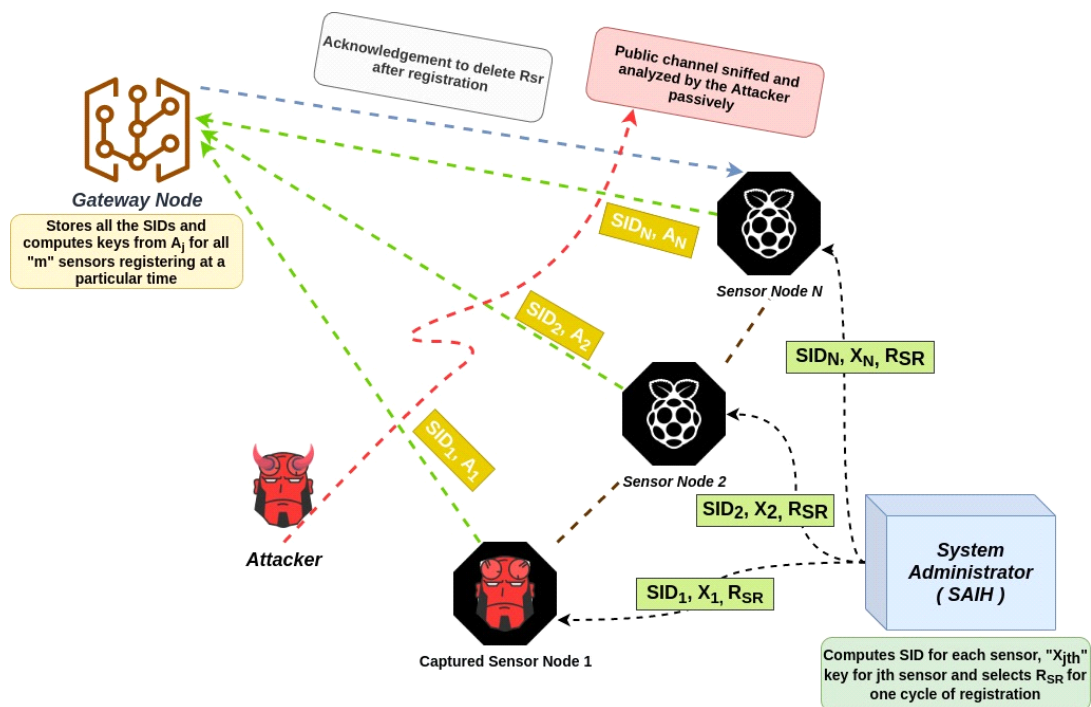 Acknowledgement to delete Rsr
after registration
Public channel sniffed and
analyzed by the Attacker
passively
Gateway Node
Stores all the SIDs and
computes keys from Aj for all
"m" sensors registering at a
particular time
SIDN, AN
Sensor Node N
SID2, A2
SIDN, XN, RSR
SID1, A1
Sensor Node 2
SID2, X2, RSR
Attacker
System
Administrator
( SAIH )
SID1, X1, RSR
Captured Sensor Node 1
Computes SID for each sensor, "Xjth"
key for jth sensor and selects RSR for
one cycle of registration